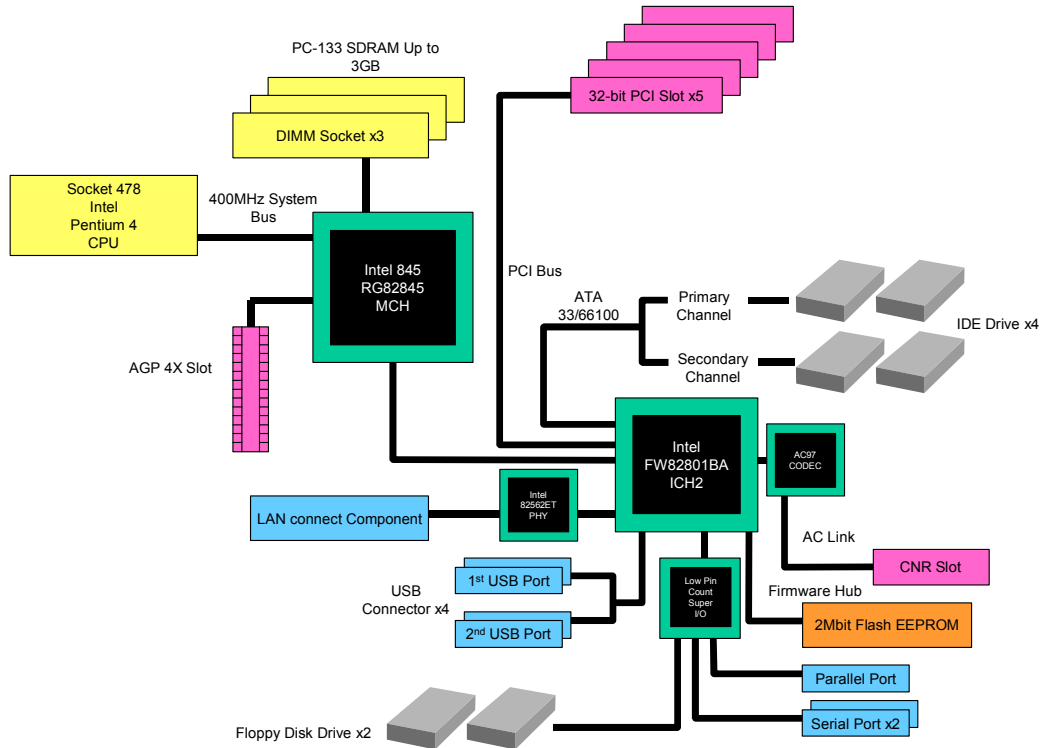 PC-133 SDRAM Up to
3GB
DIMM Socket x3
32-bit PCI Slot x5
Socket 478
Intel
Pentium 4
CPU
400MHz System
Bus
Intel 845
RG82845
MCH
AGP 4X Slot
PCI Bus
ATA
33/66100
Primary
Channel
Secondary
Channel
IDE Drive x4
Intel
FW82801BA
ICH2
AC97
CODEC
Intel
82562ET
PHY
LAN connect Component
AC Link
CNR Slot
USB
Connector x4
1st USB Port
2nd USB Port
Low Pin
Count
Super
I/O
Firmware Hub
2Mbit Flash EEPROM
Parallel Port
Serial Port x2
Floppy Disk Drive x2